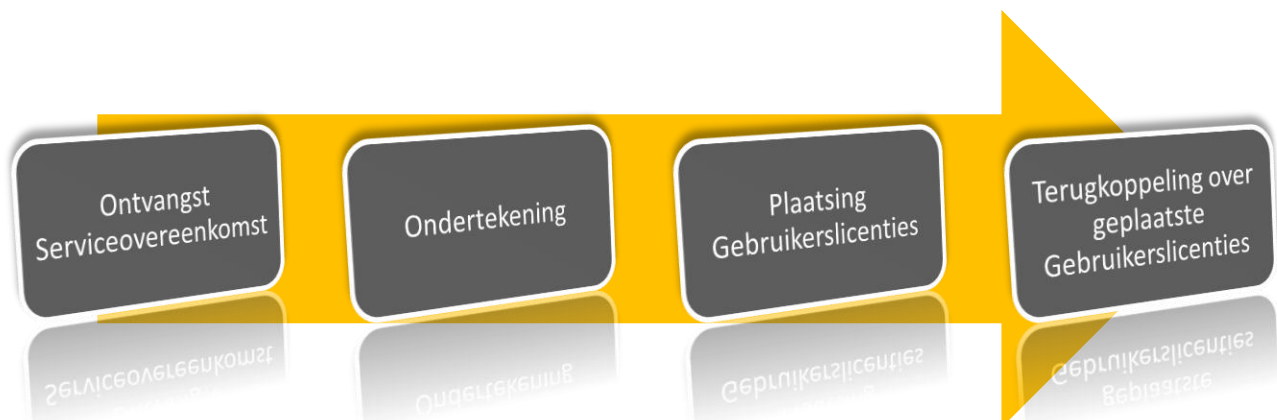 Ontvangst
Serviceovereenkomst
Ondertekening
Plaatsing
Gebruikerslicenties
Terugkoppeling over
geplaatste
Gebruikerslicenties